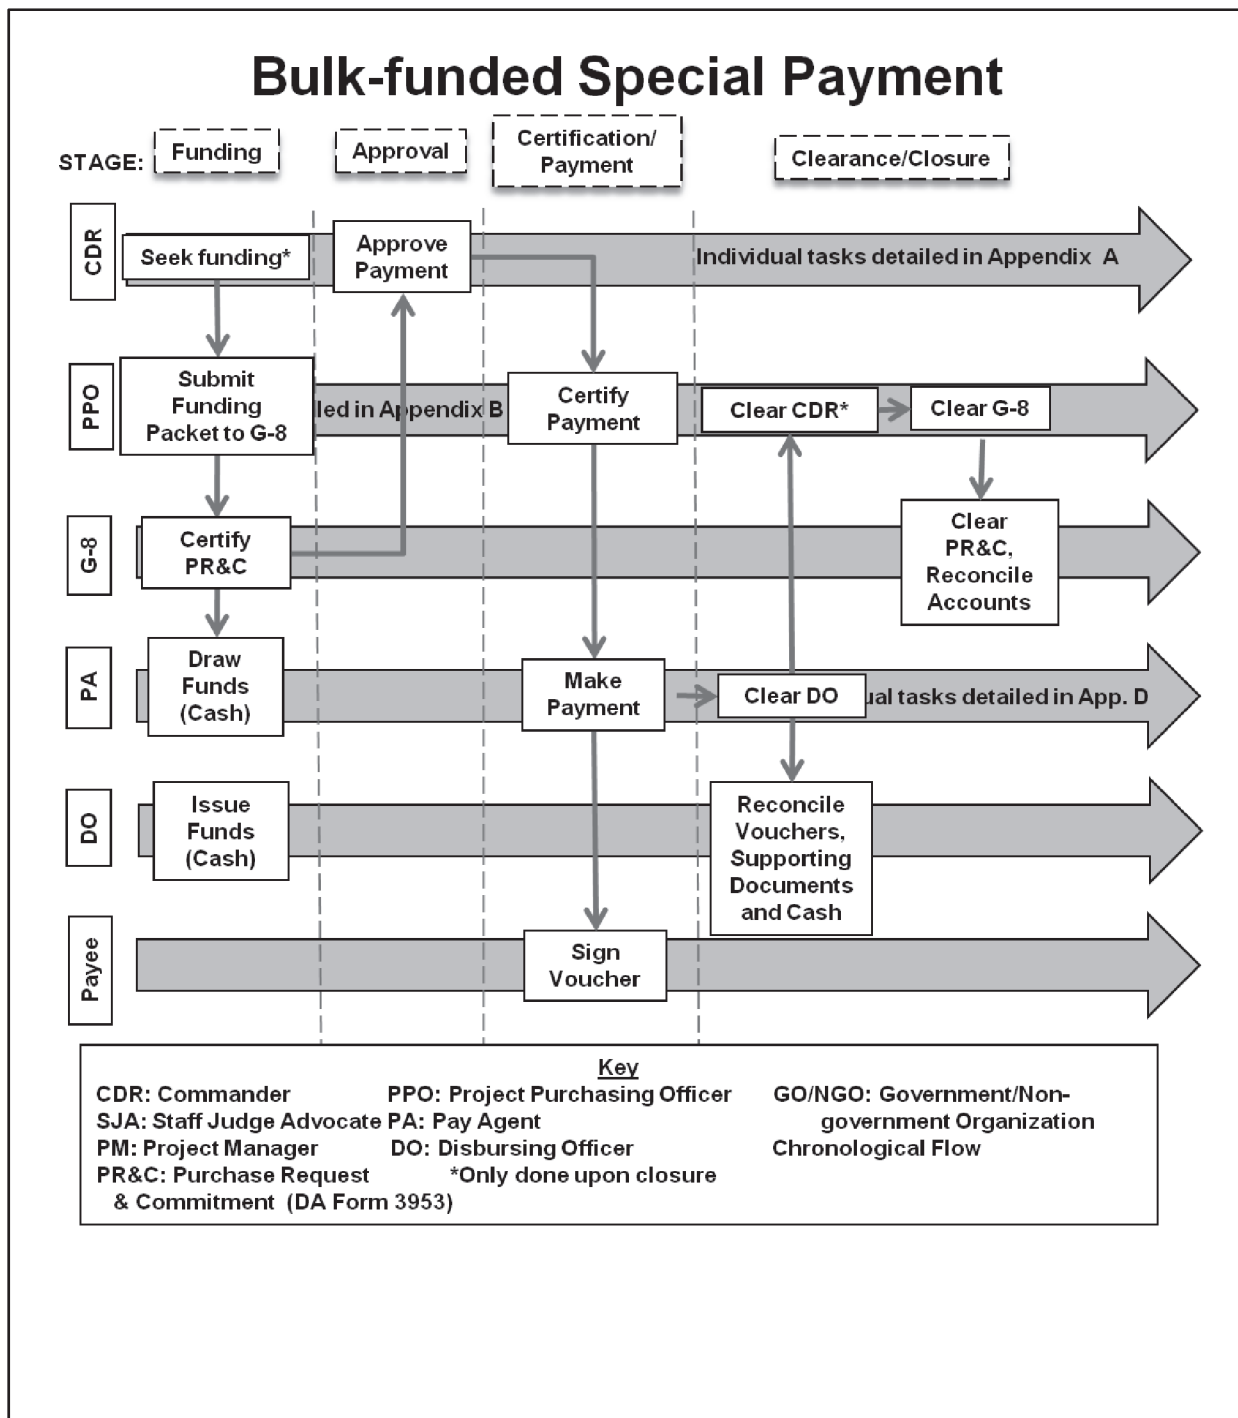 Bulk-funded Special Payment
STAGE:
Funding
Approval
Certification/
Payment
Clearance/Closure
CDR
Seek funding*
Approve
Payment
Individual tasks detailed in Appendix A
PPO
Submit
Funding
Packet to G-8
led in Appendix B
Certify
Payment
Clear CDR*
Clear G-8
G-8
Certify
PR&C
Clear
PR&C,
Reconcile
Accounts
PA
Draw
Funds
(Cash)
Make
Payment
Clear DO
ual tasks detailed in App. D
DO
Issue
Funds
(Cash)
Reconcile
Vouchers,
Supporting
Documents
and Cash
Payee
Sign
Voucher
Key
CDR: Commander
SJA: Staff Judge Advocate
PM: Project Manager
PR&C: Purchase Request
& Commitment (DA Form 3953)
PPO: Project Purchasing Officer
PA: Pay Agent
DO: Disbursing Officer
*Only done upon closure
GO/NGO: Government/Non-
government Organization
Chronological Flow